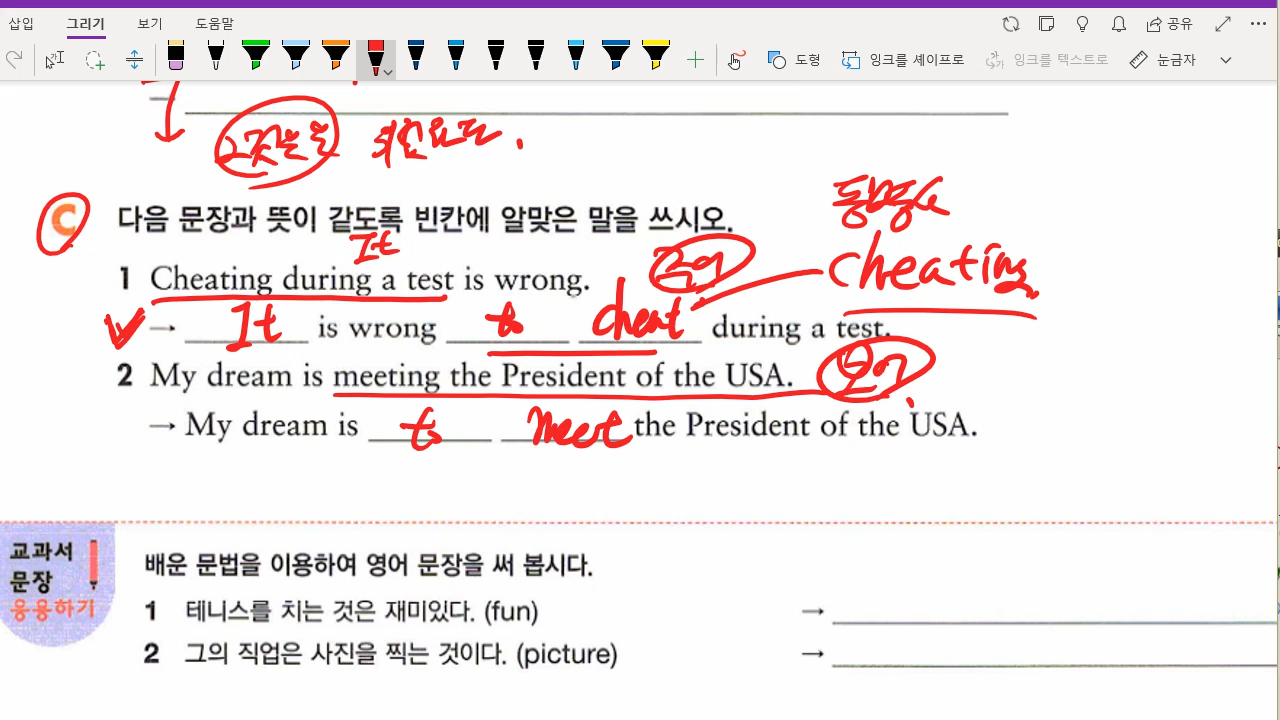 삽입 그리기 보기 도움말 공유
도형 잉크를 셰이프로 잉크를 텍스트로 눈금자
그것은
동명사
C 다음 문장과 뜻이 같도록 빈칸에 알맞은 말을 쓰시오.
It
주어 cheating
1 Cheating during a test is wrong.
→ It is wrong to cheat during a test.
2 My dream is meeting the President of the USA. 보어
→ My dream is to meet the President of the USA.
교과서
문장
응용하기
배운 문법을 이용하여 영어 문장을 써 봅시다.
1 테니스를 치는 것은 재미있다. (fun) →
2 그의 직업은 사진을 찍는 것이다. (picture) →